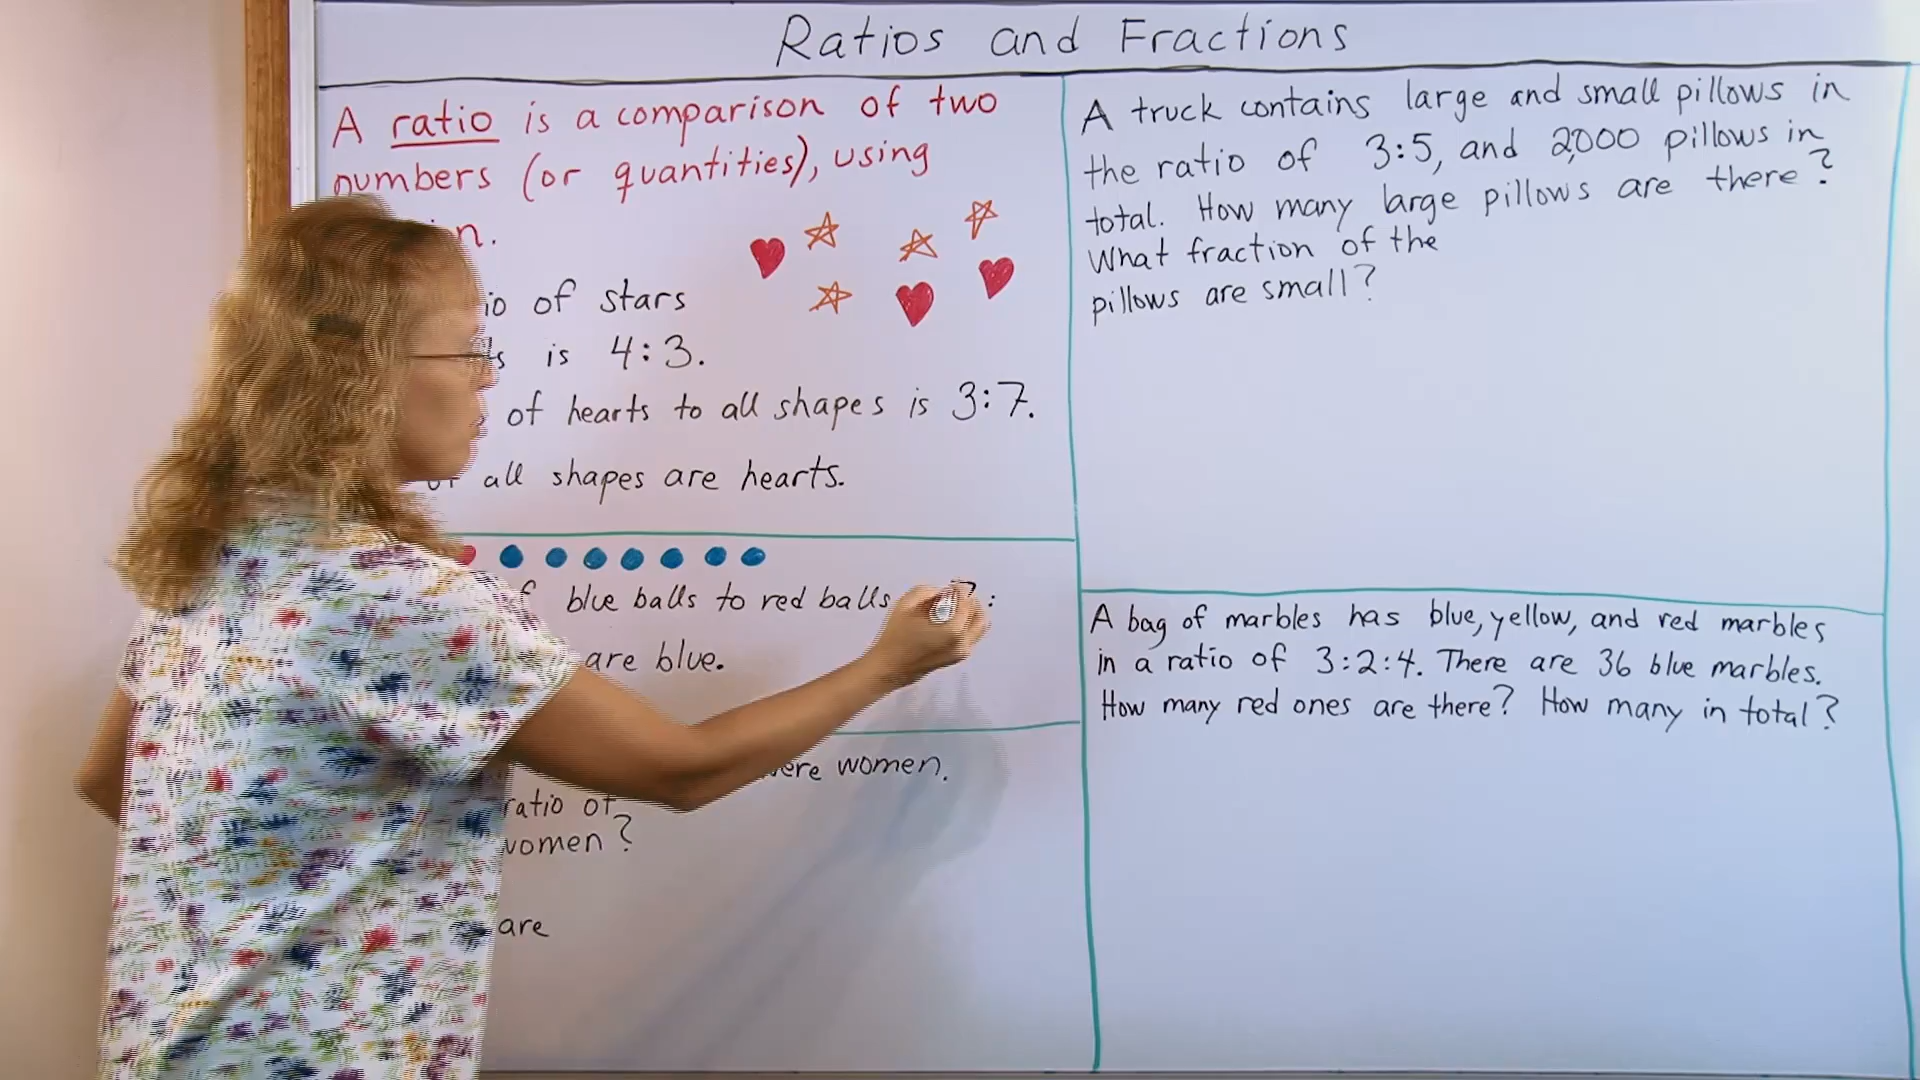 Ratios and Fractions
A ratio is a comparison of two
numbers (or quantities), using
n.
of stars
is 4:3.
of hearts to all shapes is 3:7.
all shapes are hearts.
blue balls to red balls :
are blue.
women.
ratio of
women?
are
A truck contains large and small pillows in
the ratio of 3:5, and 2,000 pillows in
total. How many large pillows are there?
What fraction of the
pillows are small?
A bag of marbles has blue, yellow, and red marbles
in a ratio of 3:2:4. There are 36 blue marbles.
How many red ones are there? How many in total?